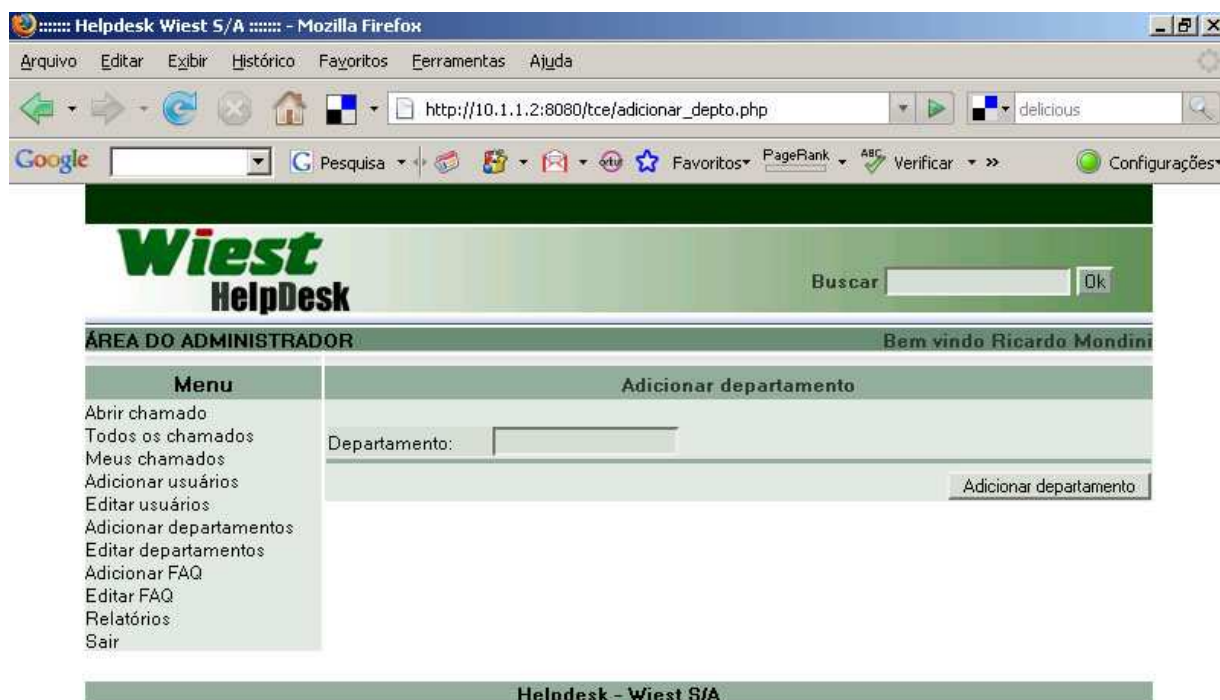 ::::::: Helpdesk Wiest S/A ::::::: - Mozilla Firefox
Arquivo Editar Exibir Histórico Favoritos Ferramentas Ajuda
http://10.1.1.2:8080/tce/adicionar_depto.php delicious
Google G Pesquisa Favoritos PageRank ABC Verificar » Configurações
Wiest
HelpDesk
Buscar Ok
ÁREA DO ADMINISTRADOR Bem vindo Ricardo Mondini
Menu
Abrir chamado
Todos os chamados
Meus chamados
Adicionar usuários
Editar usuários
Adicionar departamentos
Editar departamentos
Adicionar FAQ
Editar FAQ
Relatórios
Sair
Adicionar departamento
Departamento:
Adicionar departamento
Helpdesk - Wiest S/A